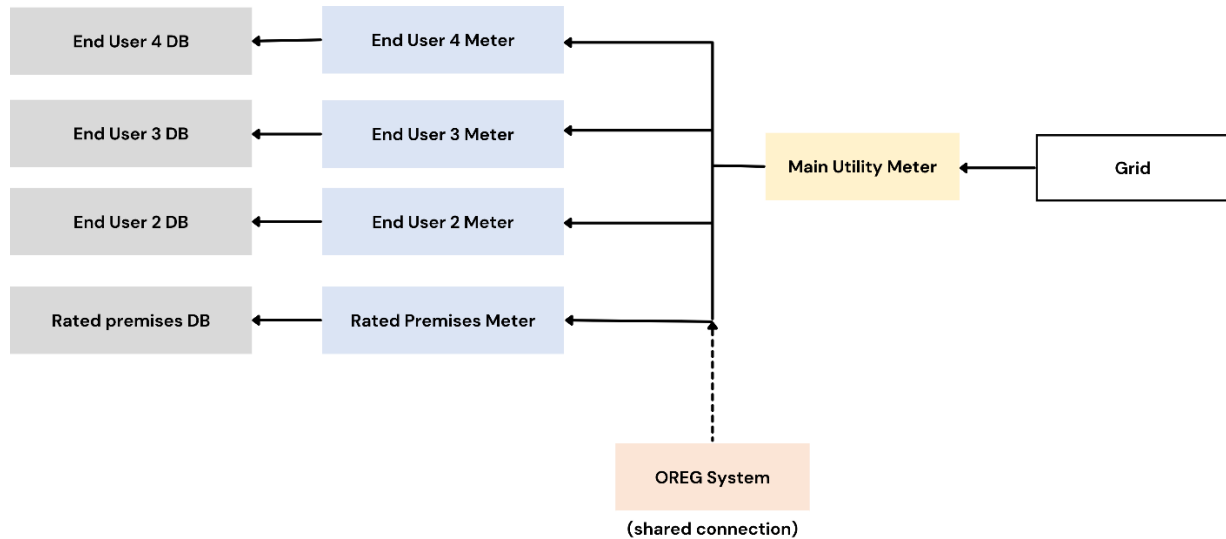 End User 4 DB
End User 4 Meter
End User 3 DB
End User 3 Meter
Main Utility Meter
Grid
End User 2 DB
End User 2 Meter
Rated premises DB
Rated Premises Meter
OREG System
(shared connection)